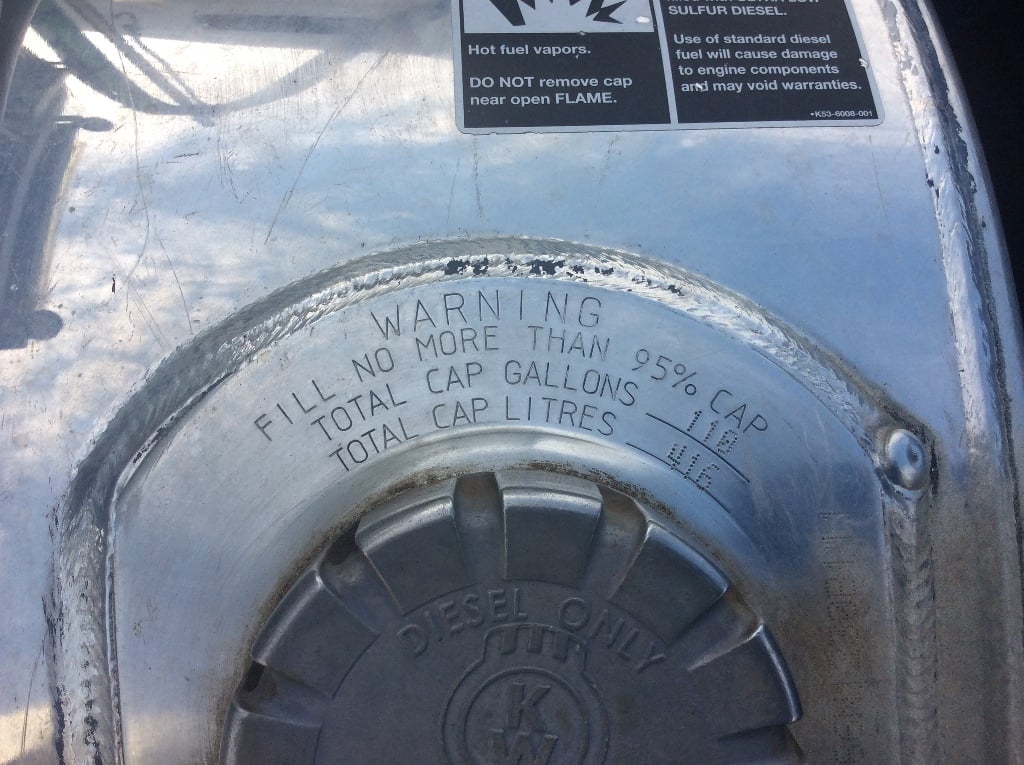 SULFUR DIESEL.
Hot fuel vapors.
DO NOT remove cap
near open FLAME.
Use of standard diesel
fuel will cause damage
to engine components
and may void warranties.
•K53-6008-001
WARNING
FILL NO MORE THAN 95% CAP
TOTAL CAP GALLONS 110
TOTAL CAP LITRES 416
DIESEL ONLY
K
W